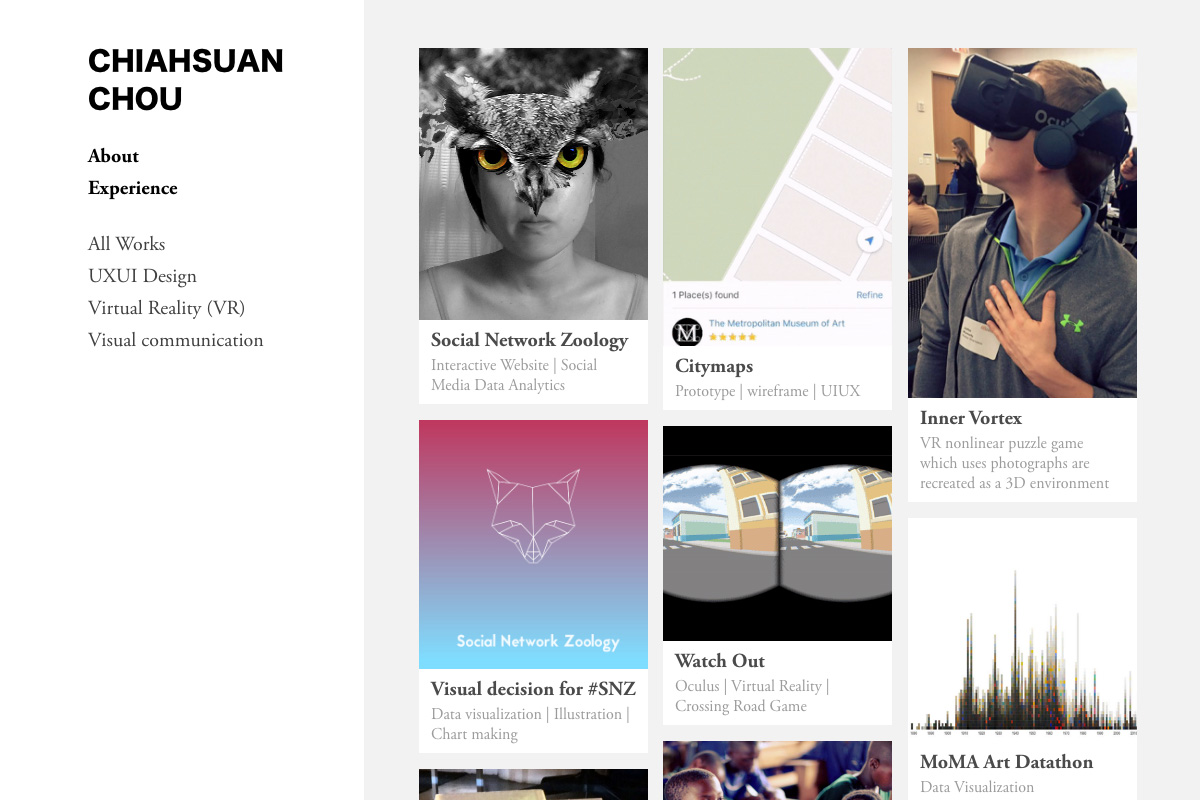 CHIAHSUAN
CHOU
About
Experience
All Works
UXUI Design
Virtual Reality (VR)
Visual communication
Social Network Zoology
Interactive Website | Social
Media Data Analytics
Social Network Zoology
Visual decision for #SNZ
Data visualization | Illustration |
Chart making
1 Place(s) found
Refine
M
The Metropolitan Museum of Art
Citymaps
Prototype | wireframe | UIUX
Watch Out
Oculus | Virtual Reality |
Crossing Road Game
Inner Vortex
VR nonlinear puzzle game
which uses photographs are
recreated as a 3D environment
MoMA Art Datathon
Data Visualization